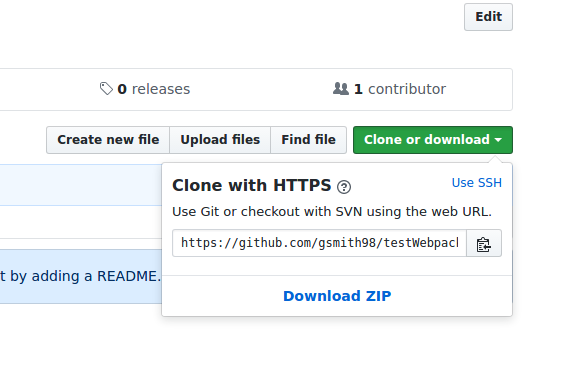 Edit
0 releases
1 contributor
Create new file
Upload files
Find file
Clone or download
Clone with HTTPS ?
Use SSH
Use Git or checkout with SVN using the web URL.
https://github.com/gsmith98/testWebpac
t by adding a README.
Download ZIP